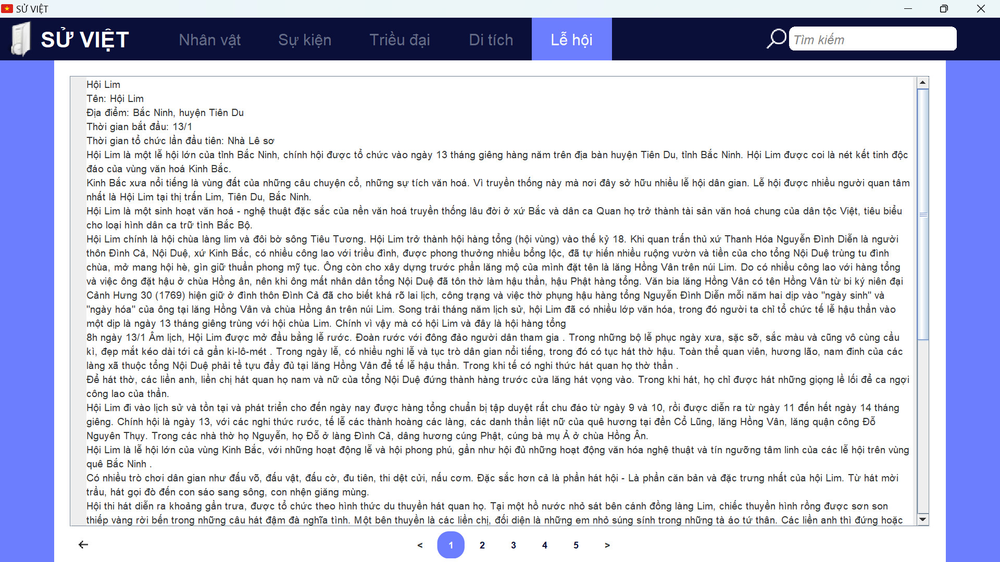 SỬ VIỆT
SỬ VIỆT
Nhân vật
Sự kiện
Triều đại
Di tích
Lễ hội
Tìm kiếm
Hội Lim
Tên: Hội Lim
Địa điểm: Bắc Ninh, huyện Tiên Du
Thời gian bắt đầu: 13/1
Thời gian tổ chức lần đầu tiên: Nhà Lê sơ
Hội Lim là một lễ hội lớn của tỉnh Bắc Ninh, chính hội được tổ chức vào ngày 13 tháng giêng hàng năm trên địa bàn huyện Tiên Du, tỉnh Bắc Ninh. Hội Lim được coi là nét kết tinh độc
đáo của vùng văn hoá Kinh Bắc.
Kinh Bắc xưa nổi tiếng là vùng đất của những câu chuyện cổ, những sự tích văn hoá. Vì truyền thống này mà nơi đây sở hữu nhiều lễ hội dân gian. Lễ hội được nhiều người quan tâm
nhất là Hội Lim tại thị trấn Lim, Tiên Du, Bắc Ninh.
Hội Lim là một sinh hoạt văn hoá - nghệ thuật đặc sắc của nền văn hoá truyền thống lâu đời ở xứ Bắc và dân ca Quan họ trở thành tài sản văn hoá chung của dân tộc Việt, tiêu biểu
cho loại hình dân ca trữ tình Bắc Bộ.
Hội Lim chính là hội chùa làng lim và đôi bờ sông Tiêu Tương. Hội Lim trở thành hội hàng tổng (hội vùng) vào thế kỷ 18. Khi quan trấn thủ xứ Thanh Hóa Nguyễn Đình Diễn là người
thôn Đình Cả, Nội Duệ, xứ Kinh Bắc, có nhiều công lao với triều đình, được phong thưởng nhiều bổng lộc, đã tự hiến nhiều ruộng vườn và tiền của cho tổng Nội Duệ trùng tu đình
chùa, mở mang hội hè, gìn giữ thuần phong mỹ tục. Ông còn cho xây dựng trước phần lăng mộ của mình đặt tên là lăng Hồng Vân trên núi Lim. Do có nhiều công lao với hàng tổng
và việc ông đặt hậu ở chùa Hồng ân, nên khi ông mất nhân dân tổng Nội Duệ đã tôn thờ làm hậu thần, hậu Phật hàng tổng. Văn bia lăng Hồng Vân có tên Hồng Vân từ bi ký niên đại
Cảnh Hưng 30 (1769) hiện giữ ở đình thôn Đình Cả đã cho biết khá rõ lai lịch, công trạng và việc thờ phụng hậu hàng tổng Nguyễn Đình Diễn mỗi năm hai dịp vào "ngày sinh" và
"ngày hóa" của ông tại lăng Hồng Vân và chùa Hồng ân trên núi Lim. Song trải tháng năm lịch sử, hội Lim đã có nhiều lớp văn hóa, trong đó người ta chỉ tổ chức tế lễ hậu thần vào
một dịp là ngày 13 tháng giêng trùng với hội chùa Lim. Chính vì vậy mà có hội Lim và đây là hội hàng tổng
8h ngày 13/1 Âm lịch, Hội Lim được mở đầu bằng lễ rước. Đoàn rước với đông đảo người dân tham gia . Trong những bộ lễ phục ngày xưa, sặc sỡ, sắc màu và cũng vô cùng cầu
kì, đẹp mắt kéo dài tới cả gần ki-lô-mét . Trong ngày lễ, có nhiều nghi lễ và tục trò dân gian nổi tiếng, trong đó có tục hát thờ hậu. Toàn thể quan viên, hương lão, nam đinh của các
làng xã thuộc tổng Nội Duệ phải tề tựu đầy đủ tại lăng Hồng Vân để tế lễ hậu thần. Trong khi tế có nghi thức hát quan họ thờ thần .
Để hát thờ, các liền anh, liền chị hát quan họ nam và nữ của tổng Nội Duệ đứng thành hàng trước cửa lăng hát vọng vào. Trong khi hát, họ chỉ được hát những giọng lề lối để ca ngợi
công lao của thần.
Hội Lim đi vào lịch sử và tồn tại và phát triển cho đến ngày nay được hàng tổng chuẩn bị tập duyệt rất chu đáo từ ngày 9 và 10, rồi được diễn ra từ ngày 11 đến hết ngày 14 tháng
giêng. Chính hội là ngày 13, với các nghi thức rước, tế lễ các thành hoàng các làng, các danh thần liệt nữ của quê hương tại đền Cổ Lũng, lăng Hồng Vân, lăng quận công Đỗ
Nguyên Thụy. Trong các nhà thờ họ Nguyễn, họ Đỗ ở làng Đình Cả, dâng hương cúng Phật, cúng bà mụ Ả ở chùa Hồng Ân.
Hội Lim là lễ hội lớn của vùng Kinh Bắc, với những hoạt động lễ và hội phong phú, gần như hội đủ những hoạt động văn hóa nghệ thuật và tín ngưỡng tâm linh của các lễ hội trên vùng
quê Bắc Ninh .
Có nhiều trò chơi dân gian như đấu võ, đấu vật, đấu cờ, đu tiên, thi dệt cửi, nấu cơm. Đặc sắc hơn cả là phần hát hội - Là phần căn bản và đặc trưng nhất của hội Lim. Từ hát mời
trầu, hát gọi đò đến con sáo sang sông, con nhện giăng mùng.
Hội thi hát diễn ra khoảng gần trưa, được tổ chức theo hình thức du thuyền hát quan họ. Tại một hồ nước nhỏ sát bên cánh đồng làng Lim, chiếc thuyền hình rồng được sơn son
thiếp vàng rời bến trong những câu hát đậm đà nghĩa tình. Một bên thuyền là các liền chị, đối diện là những em nhỏ súng sính trong những tà áo tứ thân. Các liền anh thì đứng hoặc
< 1 2 3 4 5 >